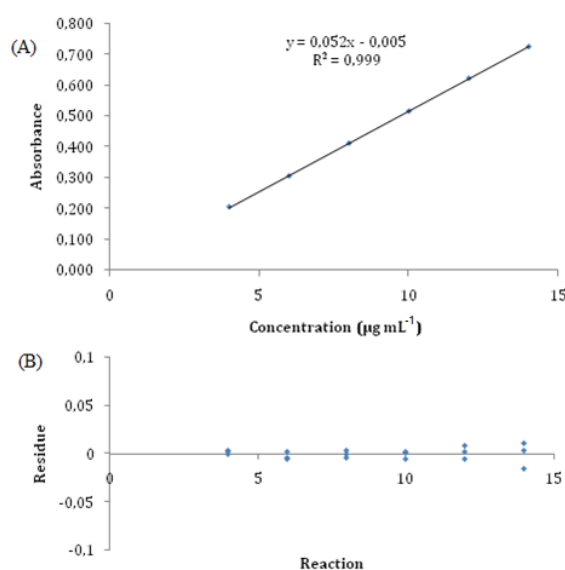 (A)
y = 0,052x - 0,005
R² = 0,999
0,800
0,700
0,600
0,500
0,400
0,300
0,200
0,100
0,000
Absorbance
0 5 10 15
Concentration (µg mL⁻¹)
(B)
0,1
0,05
0
-0,05
-0,1
Residue
0 5 10 15
Reaction